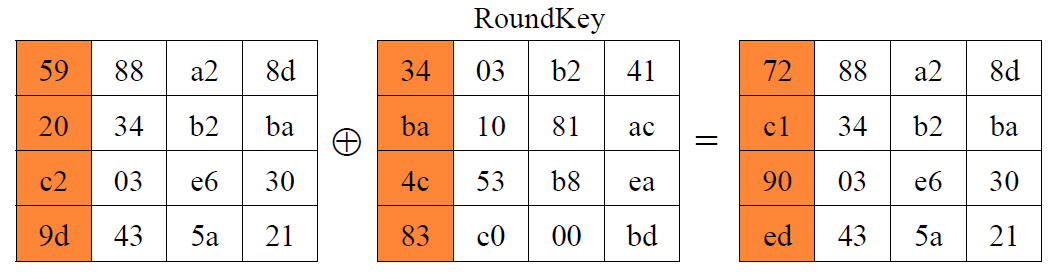 RoundKey
59 88 a2 8d 34 03 b2 41 72 88 a2 8d
20 34 b2 ba ba 10 81 ac c1 34 b2 ba
⊕ =
c2 03 e6 30 4c 53 b8 ea 90 03 e6 30
9d 43 5a 21 83 c0 00 bd ed 43 5a 21